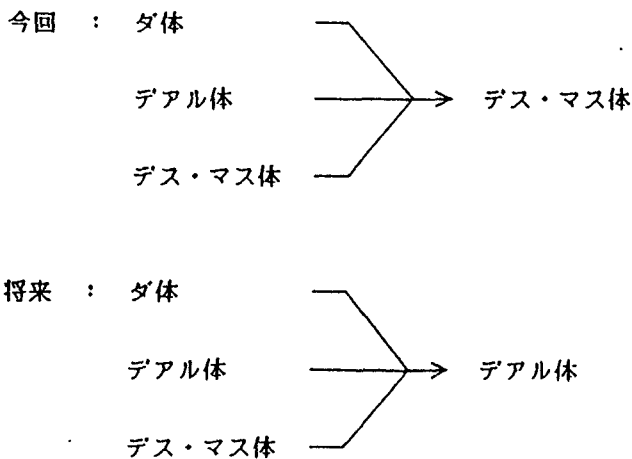 今回 : ダ体
デアル体 デス・マス体
デス・マス体
将来 : ダ体
デアル体 デアル体
デス・マス体